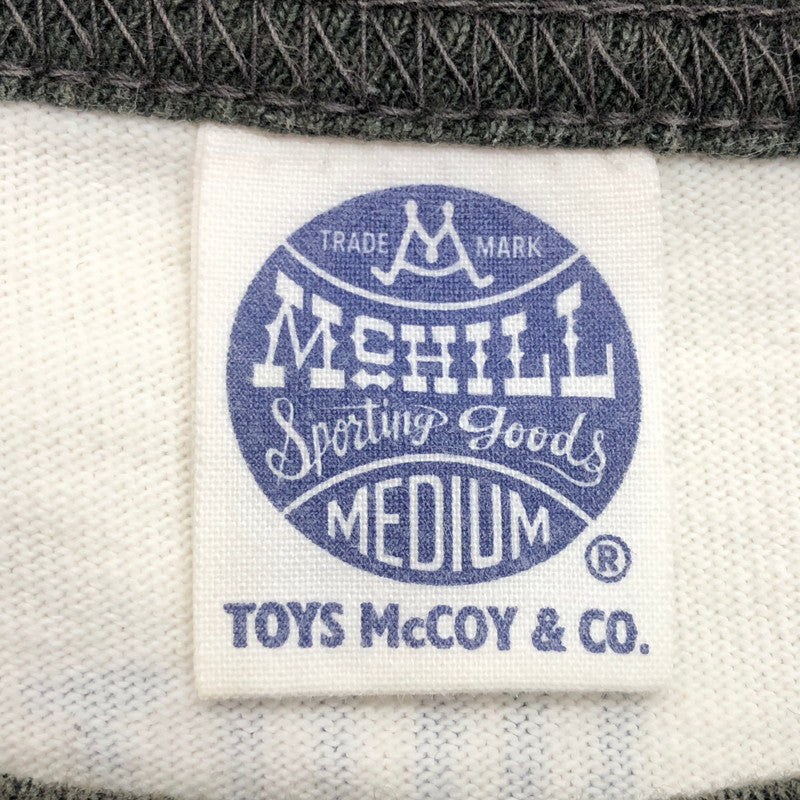 TRADE M MARK
McHILL
Sporting Goods
MEDIUM
®
TOYS McCOY & CO.